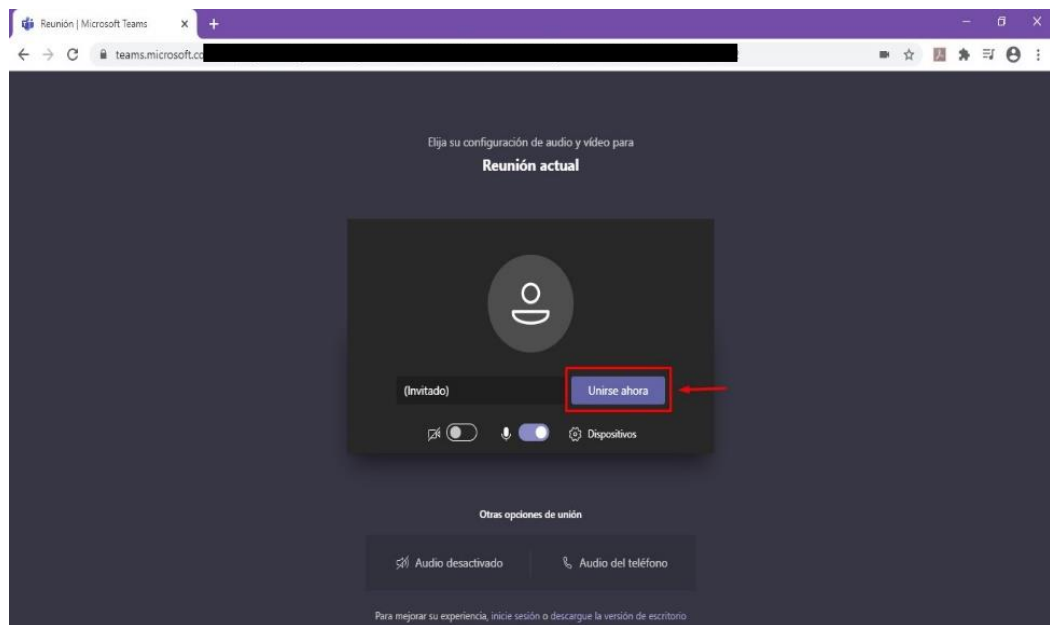 Reunión | Microsoft Teams
teams.microsoft.co
Elija su configuración de audio y vídeo para
Reunión actual
(Invitado)
Unirse ahora
Dispositivos
Otras opciones de unión
Audio desactivado
Audio del teléfono
Para mejorar su experiencia, inicie sesión o descargue la versión de escritorio